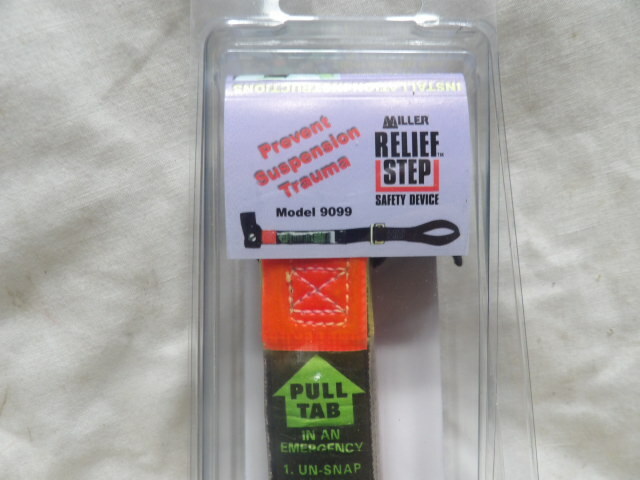 INSTALLATION INSTRUCTIONS
Prevent
Suspension
Trauma
MILLER
RELIEF™
STEP
SAFETY DEVICE
Model 9099
PULL
TAB
IN AN
EMERGENCY
1. UN-SNAP